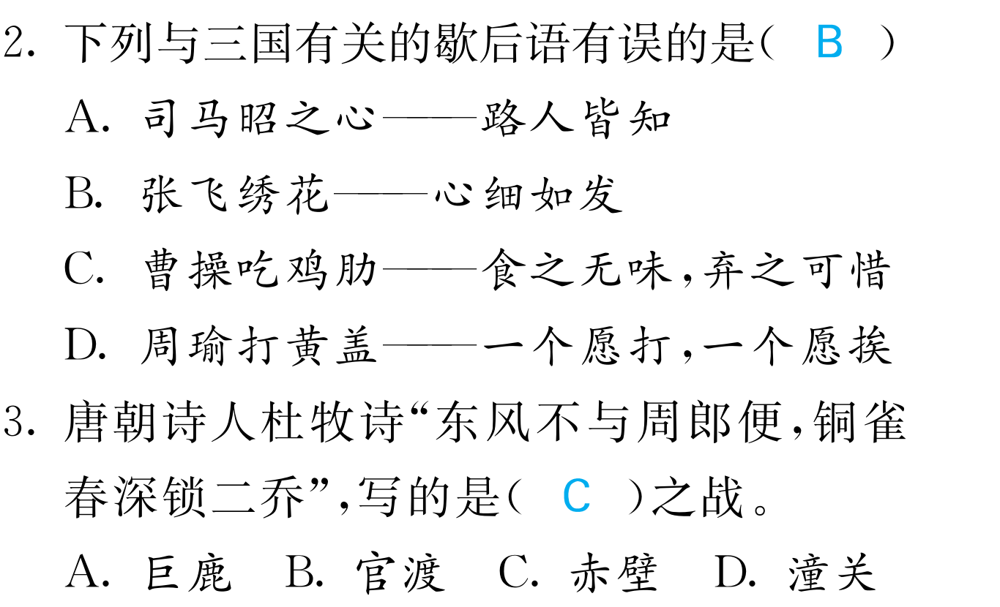 2. 下列与三国有关的歇后语有误的是( B )
A. 司马昭之心——路人皆知
B. 张飞绣花——心细如发
C. 曹操吃鸡肋——食之无味,弃之可惜
D. 周瑜打黄盖——一个愿打,一个愿挨
3. 唐朝诗人杜牧诗“东风不与周郎便,铜雀
春深锁二乔”,写的是( C )之战。
A. 巨鹿 B. 官渡 C. 赤壁 D. 潼关